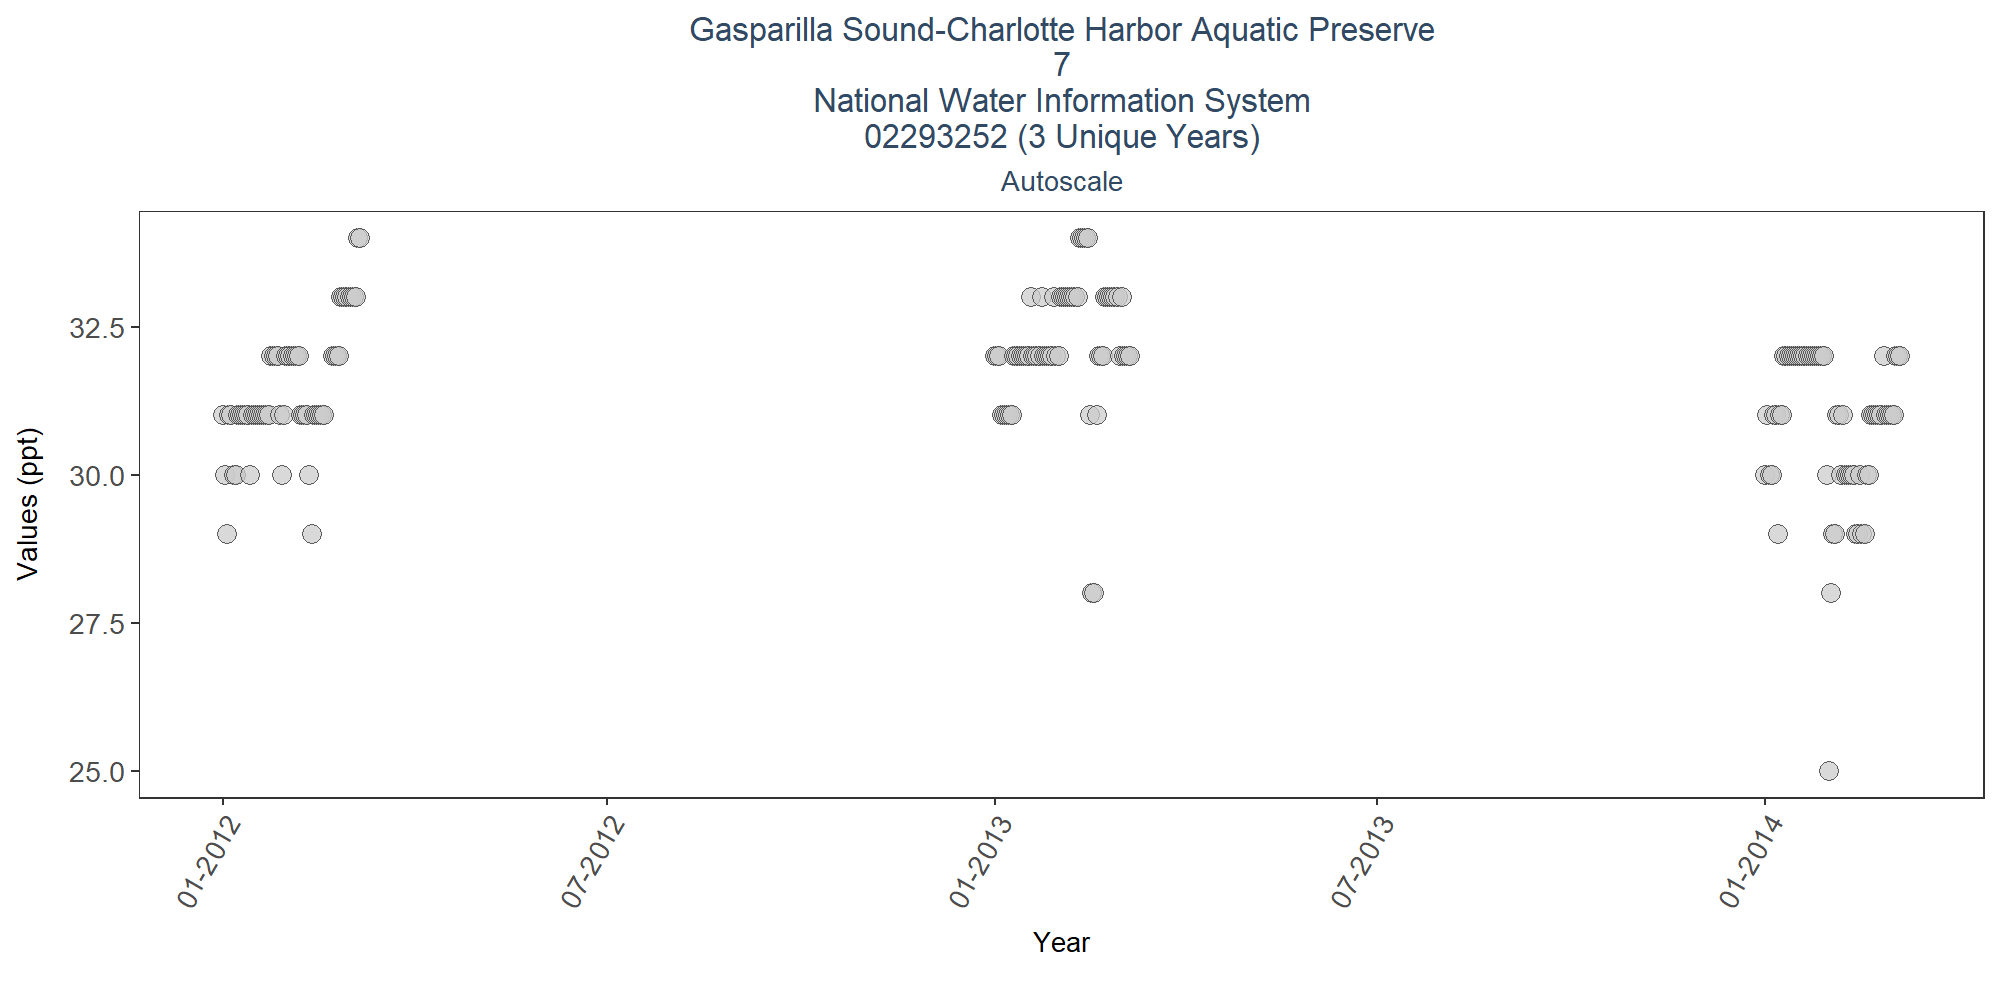 Gasparilla Sound-Charlotte Harbor Aquatic Preserve
7
National Water Information System
02293252 (3 Unique Years)
Autoscale
Values (ppt)
32.5
30.0
27.5
25.0
01-2012
07-2012
01-2013
07-2013
01-2014
Year